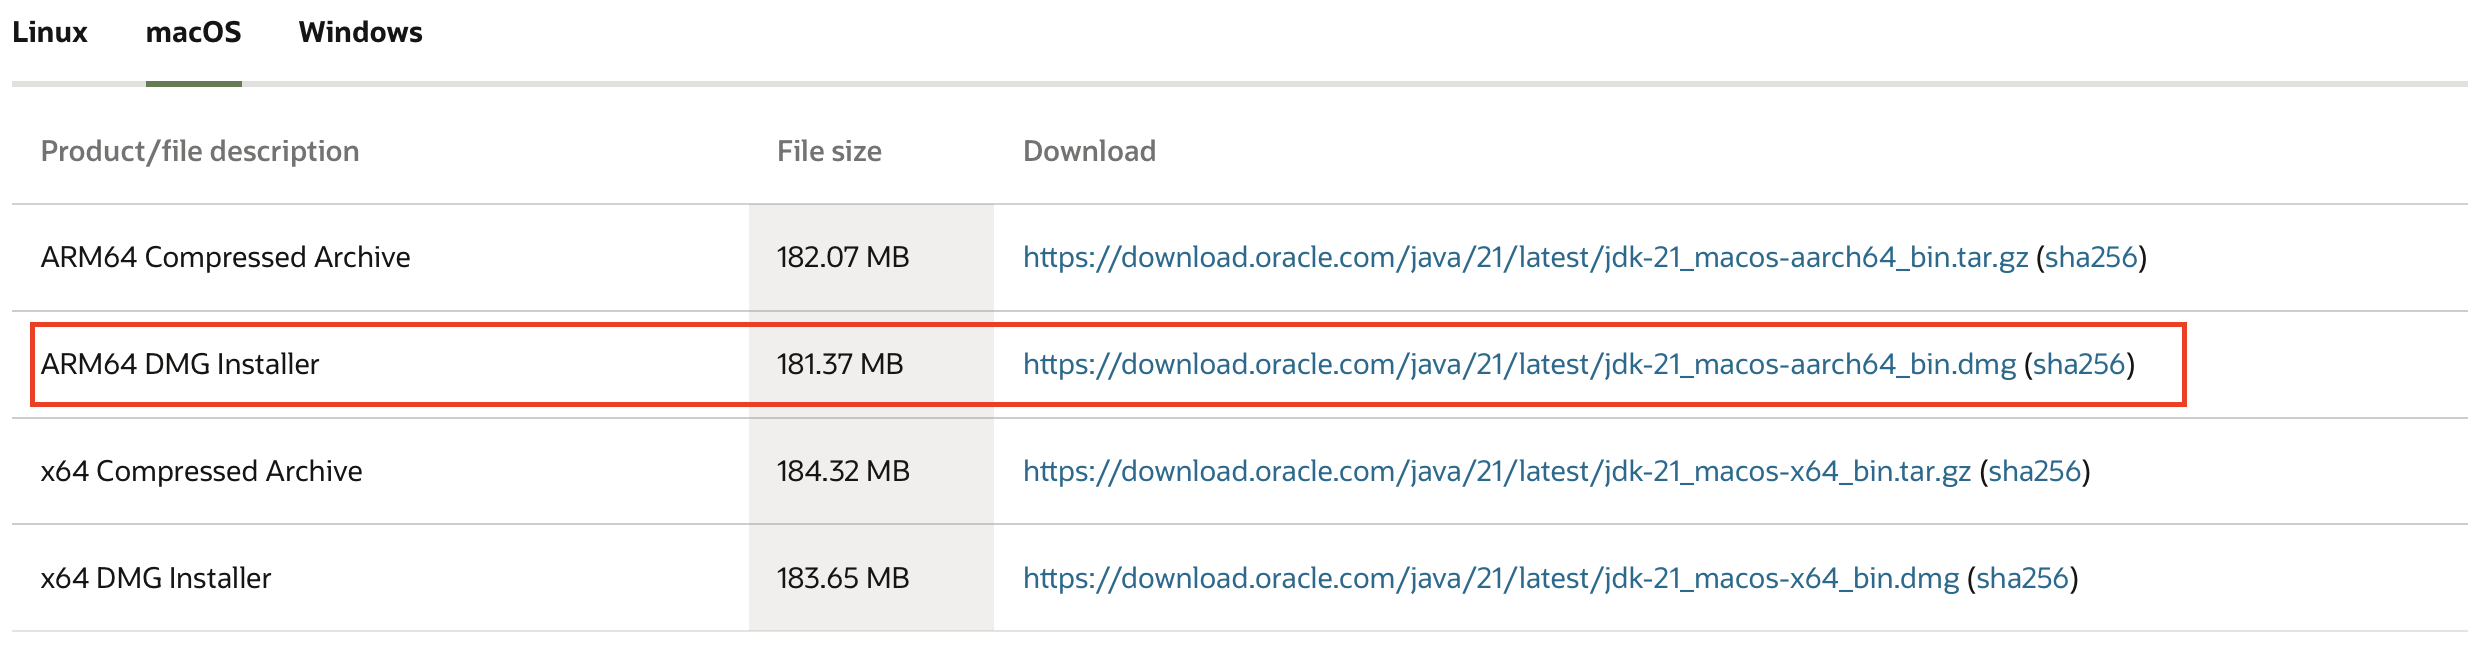 Linux macOS Windows
Product/file description File size Download
ARM64 Compressed Archive 182.07 MB https://download.oracle.com/java/21/latest/jdk-21_macos-aarch64_bin.tar.gz (sha256)
ARM64 DMG Installer 181.37 MB https://download.oracle.com/java/21/latest/jdk-21_macos-aarch64_bin.dmg (sha256)
x64 Compressed Archive 184.32 MB https://download.oracle.com/java/21/latest/jdk-21_macos-x64_bin.tar.gz (sha256)
x64 DMG Installer 183.65 MB https://download.oracle.com/java/21/latest/jdk-21_macos-x64_bin.dmg (sha256)